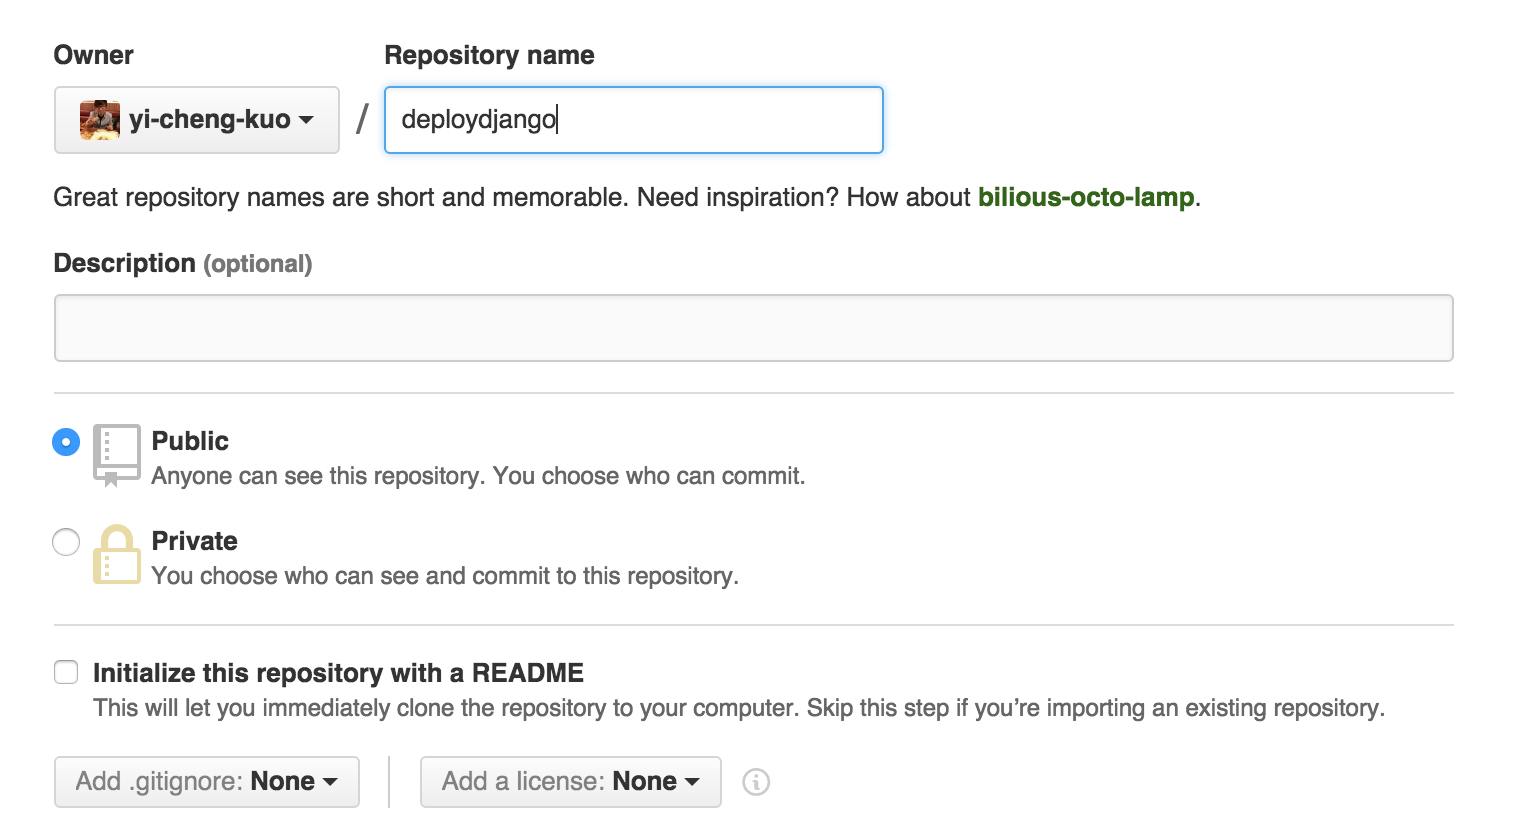 Owner Repository name
yi-cheng-kuo / deploydjango
Great repository names are short and memorable. Need inspiration? How about bilious-octo-lamp.
Description (optional)
Public
Anyone can see this repository. You choose who can commit.
Private
You choose who can see and commit to this repository.
Initialize this repository with a README
This will let you immediately clone the repository to your computer. Skip this step if you’re importing an existing repository.
Add .gitignore: None Add a license: None